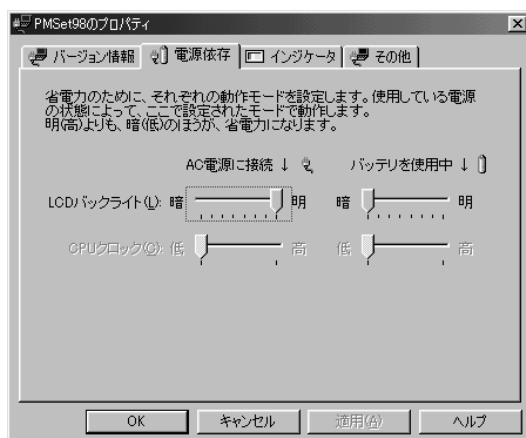 PMSet98のプロパティ
バージョン情報 電源依存 インジケータ その他
省電力のために、それぞれの動作モードを設定します。使用している電源
の状態によって、ここで設定されたモードで動作します。
明(高)よりも、暗(低)のほうが、省電力になります。
AC電源に接続 ↓ バッテリを使用中 ↓
LCDバックライト(L): 暗 明 暗 明
CPUクロック(C): 低 高 低 高
OK キャンセル 適用(A) ヘルプ